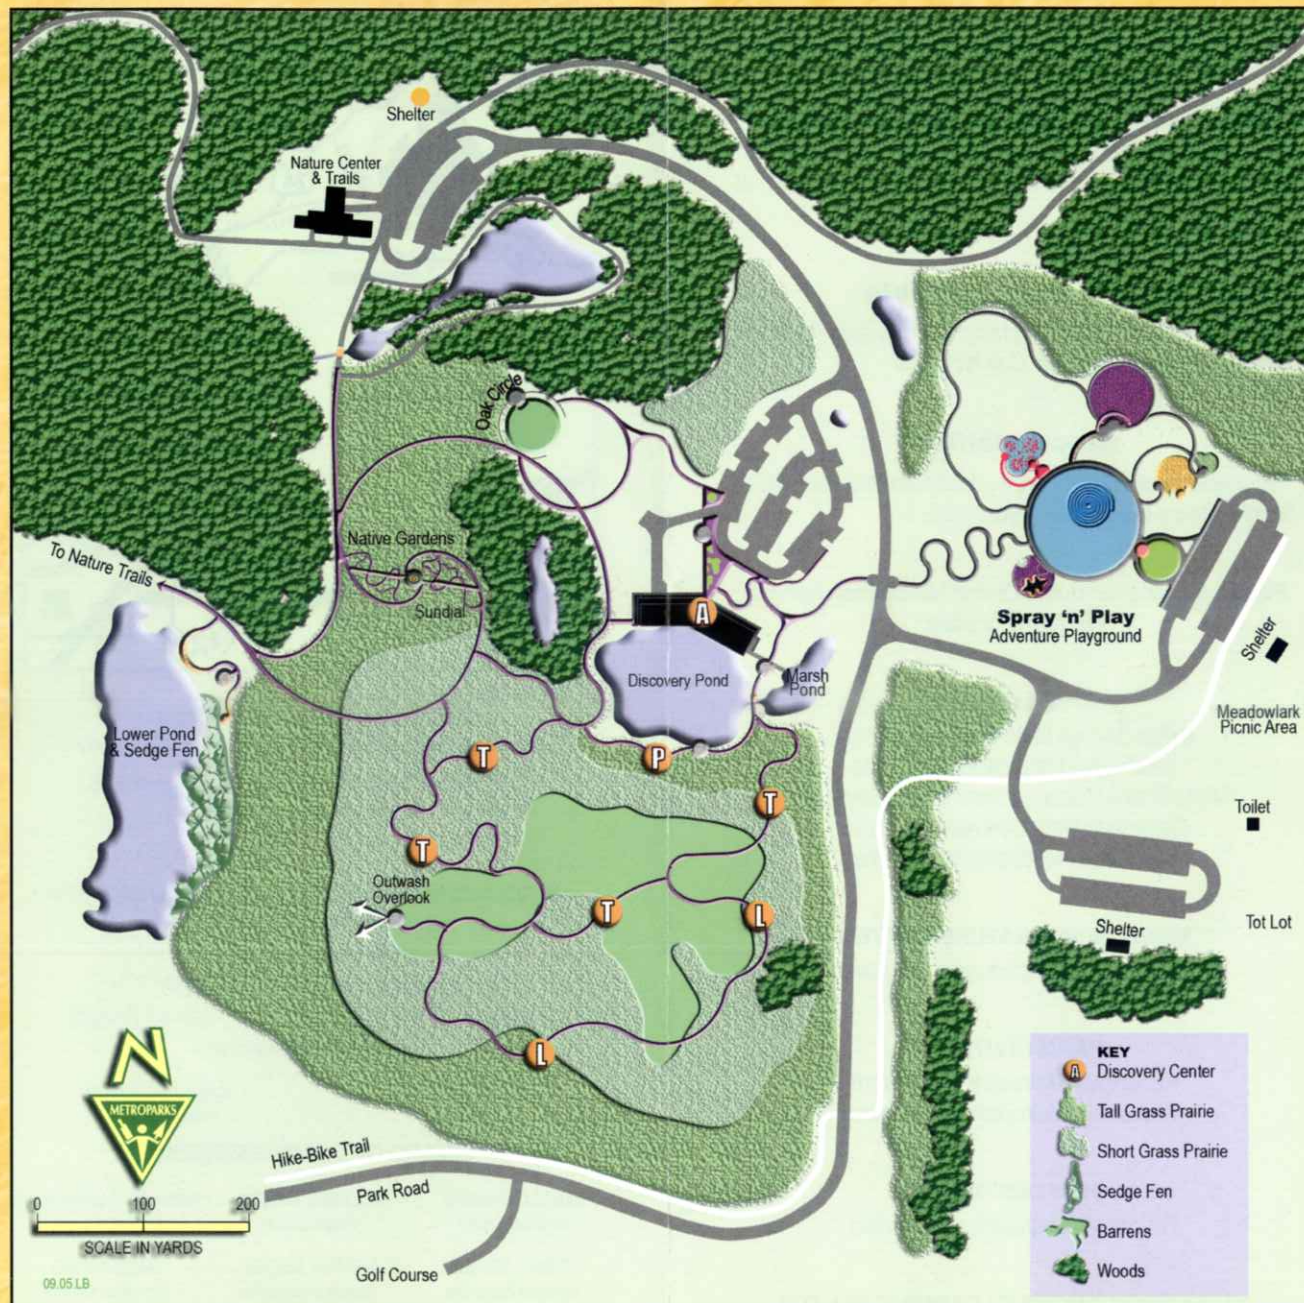 Shelter
Nature Center
& Trails
Oak Circle
To Nature Trails
Native Gardens
Sundial
A
Spray 'n' Play
Adventure Playground
Shelter
Discovery Pond
Marsh
Pond
Lower Pond
& Sedge Fen
Meadowlark
Picnic Area
T
P
T
Toilet
T
Outwash
Overlook
T
L
Shelter
Tot Lot
L
N
METROPARKS
Hike-Bike Trail
Park Road
Golf Course
0 100 200
SCALE IN YARDS
09.05 LB
KEY
A Discovery Center
Tall Grass Prairie
Short Grass Prairie
Sedge Fen
Barrens
Woods